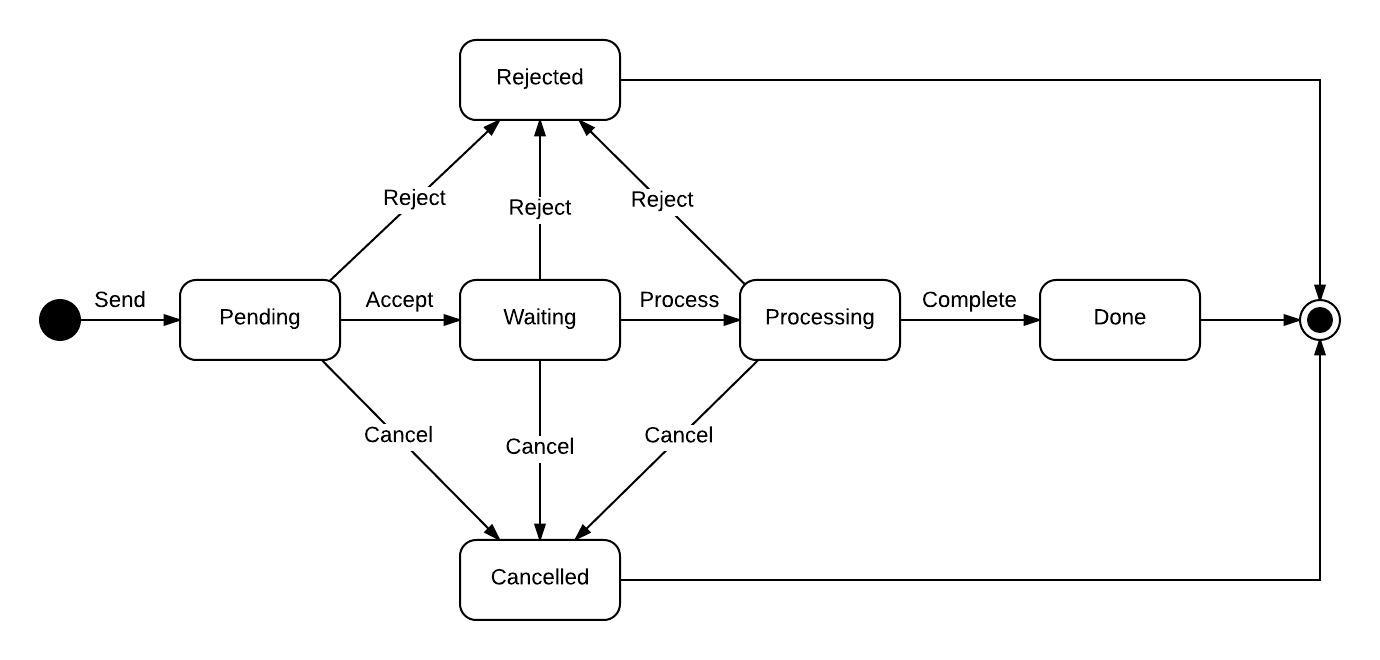 Rejected
Reject
Reject
Reject
Send
Accept
Process
Complete
Pending
Waiting
Processing
Done
Cancel
Cancel
Cancel
Cancelled